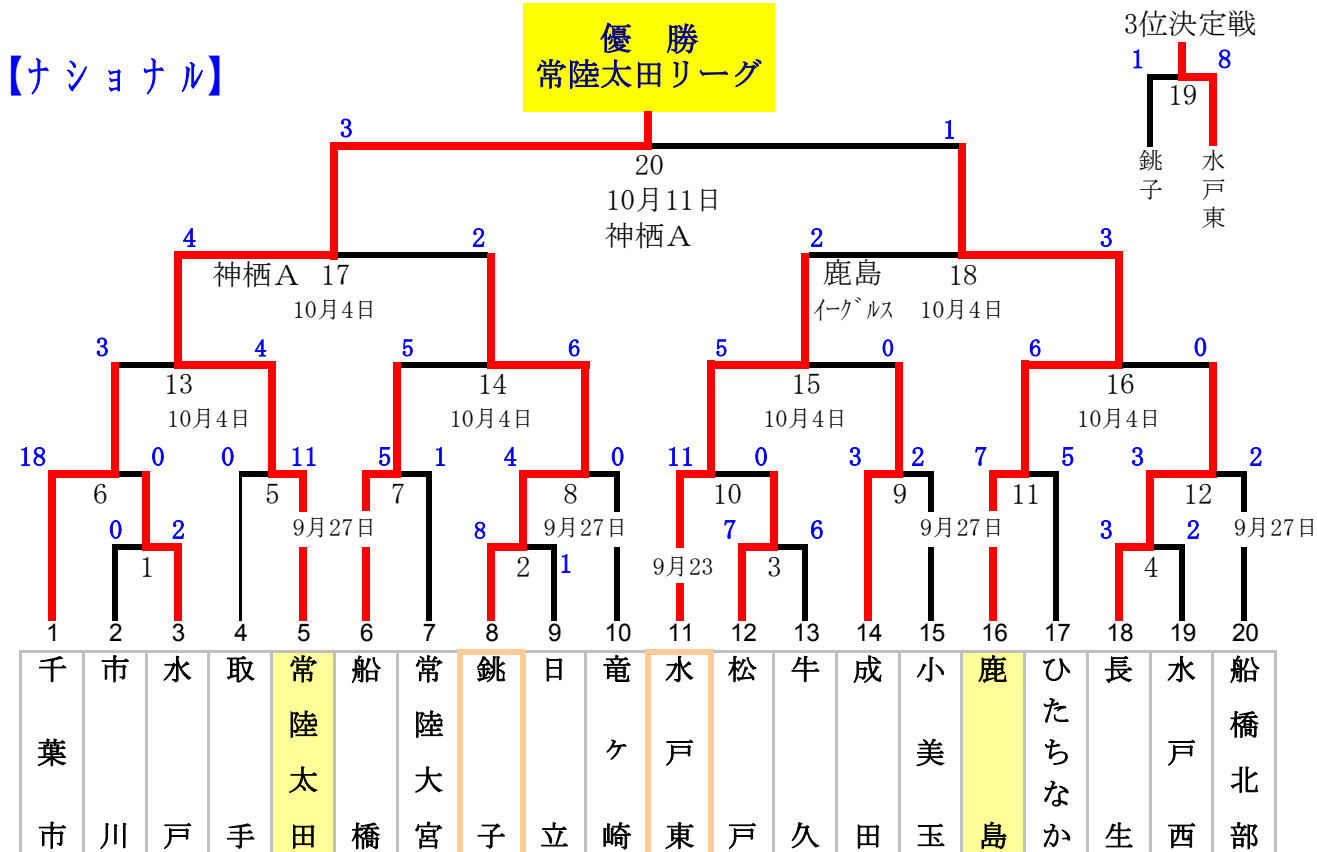 【ナショナル】
優　勝
常陸太田リーグ
3位決定戦
1 8
19
銚子
水戸東
3 1
20
10月11日
神栖A
4 2 2 3
神栖A 17
10月4日
鹿島 18
ｲｰｸﾞﾙｽ 10月4日
3 4 5 6 5 0 6 0
13 14 15 16
10月4日 10月4日 10月4日 10月4日
18 0 0 11 5 1 4 0 11 0 3 2 7 5 3 2
6 5 7 8 10 9 11 12
0 2 9月27日 8 9月27日 7 6 9月27日 3 2 9月27日
1 2 1 9月23 3 4
1 2 3 4 5 6 7 8 9 10 11 12 13 14 15 16 17 18 19 20
千葉市
市川
水戸
取手
常陸太田
船橋
常陸大宮
銚子
日立
竜ケ崎
水戸東
松戸
牛久
成田
小美玉
鹿島
ひたちなか
長生
水戸西
船橋北部